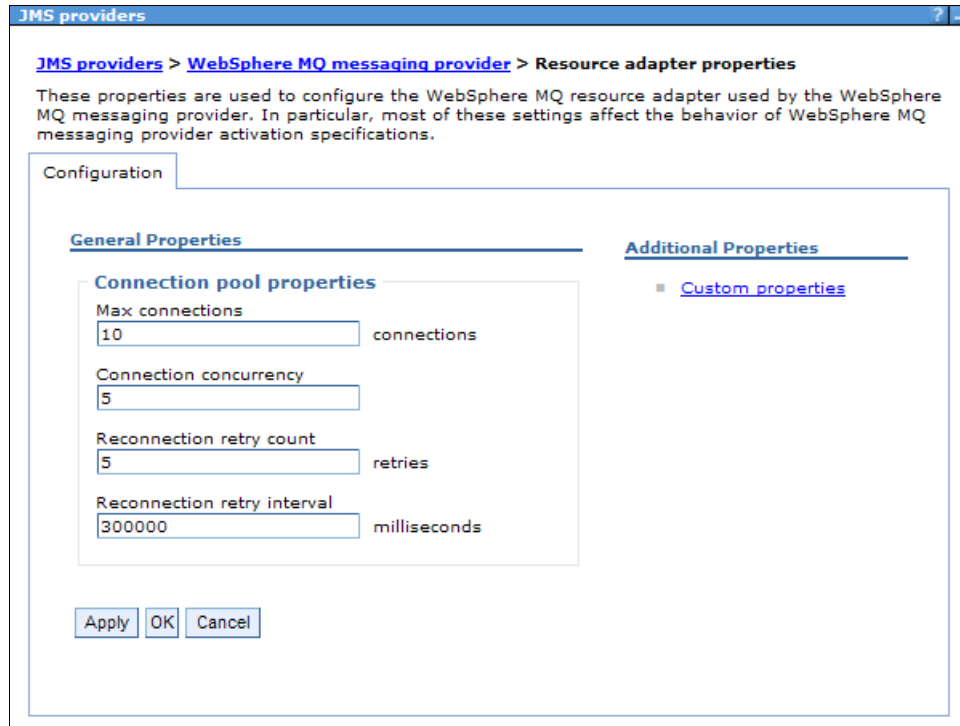 JMS providers
?
JMS providers > WebSphere MQ messaging provider > Resource adapter properties
These properties are used to configure the WebSphere MQ resource adapter used by the WebSphere
MQ messaging provider. In particular, most of these settings affect the behavior of WebSphere MQ
messaging provider activation specifications.
Configuration
General Properties
Additional Properties
Connection pool properties
Custom properties
Max connections
10 connections
Connection concurrency
5
Reconnection retry count
5 retries
Reconnection retry interval
300000 milliseconds
Apply OK Cancel